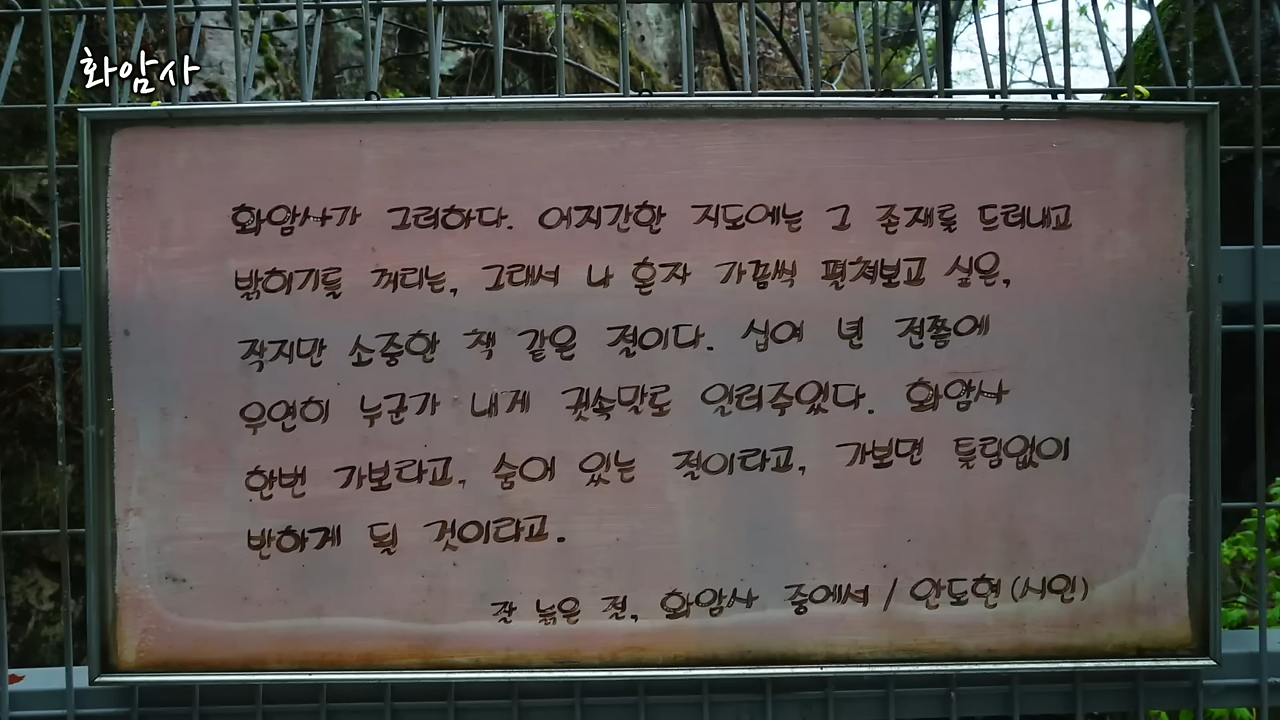 화암사
화암사가 그러하다. 어지간한 지도에는 그 존재를 드러내고
밝히기를 꺼리는, 그래서 나 혼자 가끔씩 펼쳐보고 싶은,
작지만 소중한 책 같은 절이다. 십여 년 전쯤에
우연히 누군가 내게 귓속말로 일러주었다. 화암사
한번 가보라고, 숨어 있는 절이라고, 가보면 틀림없이
반하게 될 것이라고.
잘 늙은 절, 화암사 중에서 / 안도현(시인)